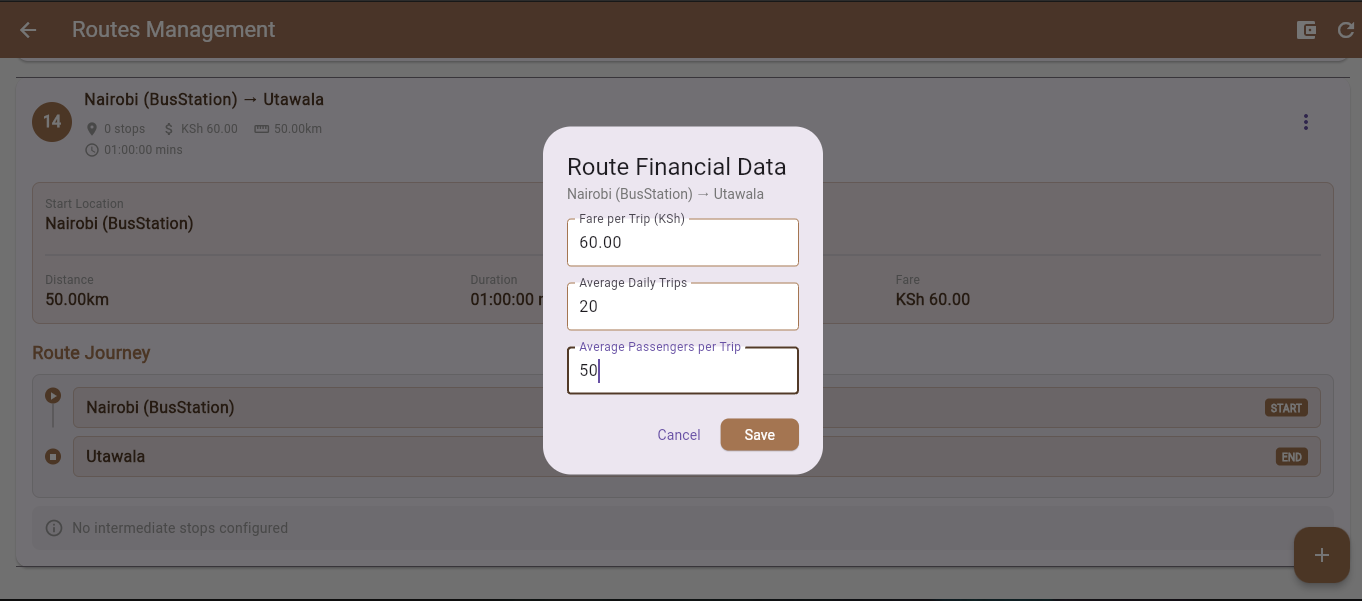 Routes Management
Nairobi (BusStation) → Utawala
14
0 stops KSh 60.00 50.00km
01:00:00 mins
Start Location
Nairobi (BusStation)
Distance Duration Fare
50.00km 01:00:00 KSh 60.00
Route Journey
Nairobi (BusStation) START
Utawala END
No intermediate stops configured
Route Financial Data
Nairobi (BusStation) → Utawala
Fare per Trip (KSh)
60.00
Average Daily Trips
20
Average Passengers per Trip
50
Cancel Save